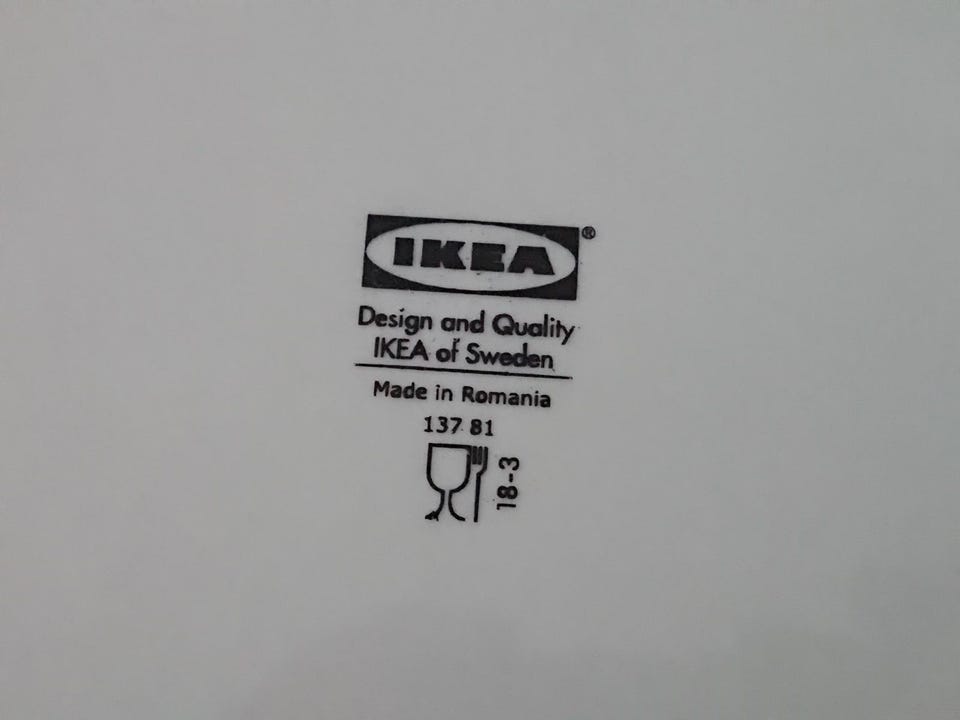 IKEA®
Design and Quality
IKEA of Sweden
Made in Romania
137 81
18-3